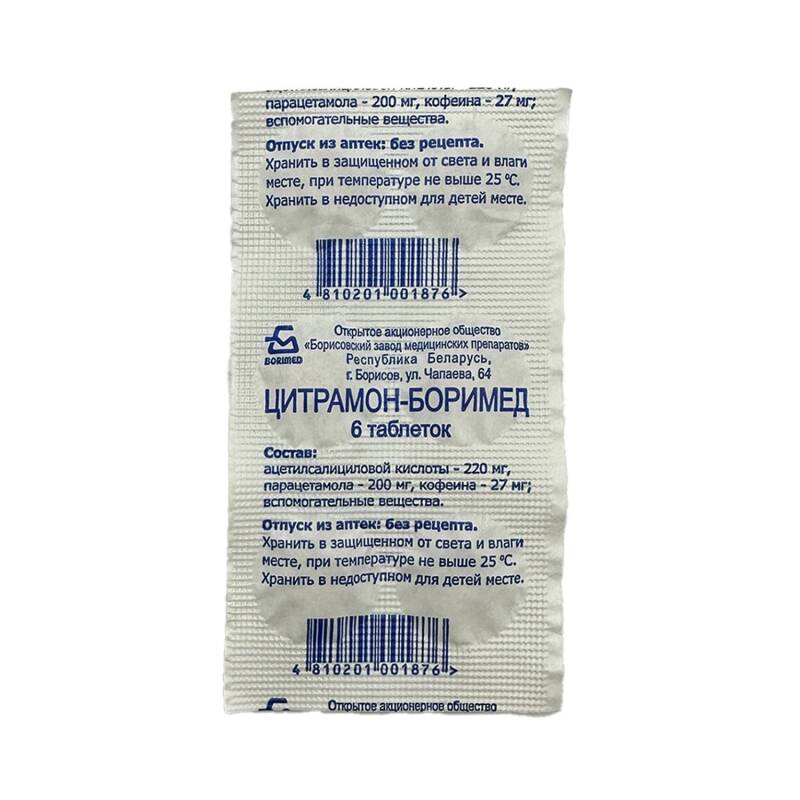 парацетамола - 200 мг, кофеина - 27 мг;
вспомогательные вещества.
Отпуск из аптек: без рецепта.
Хранить в защищенном от света и влаги
месте, при температуре не выше 25 °С.
Хранить в недоступном для детей месте.
4 810201 001876 >
BORIMED
Открытое акционерное общество
«Борисовский завод медицинских препаратов»
Республика Беларусь,
г. Борисов, ул. Чапаева, 64
ЦИТРАМОН-БОРИМЕД
6 таблеток
Состав:
ацетилсалициловой кислоты - 220 мг,
парацетамола - 200 мг, кофеина - 27 мг;
вспомогательные вещества.
Отпуск из аптек: без рецепта.
Хранить в защищенном от света и влаги
месте, при температуре не выше 25 °С.
Хранить в недоступном для детей месте.
4 810201 001876 >
Открытое акционерное общество